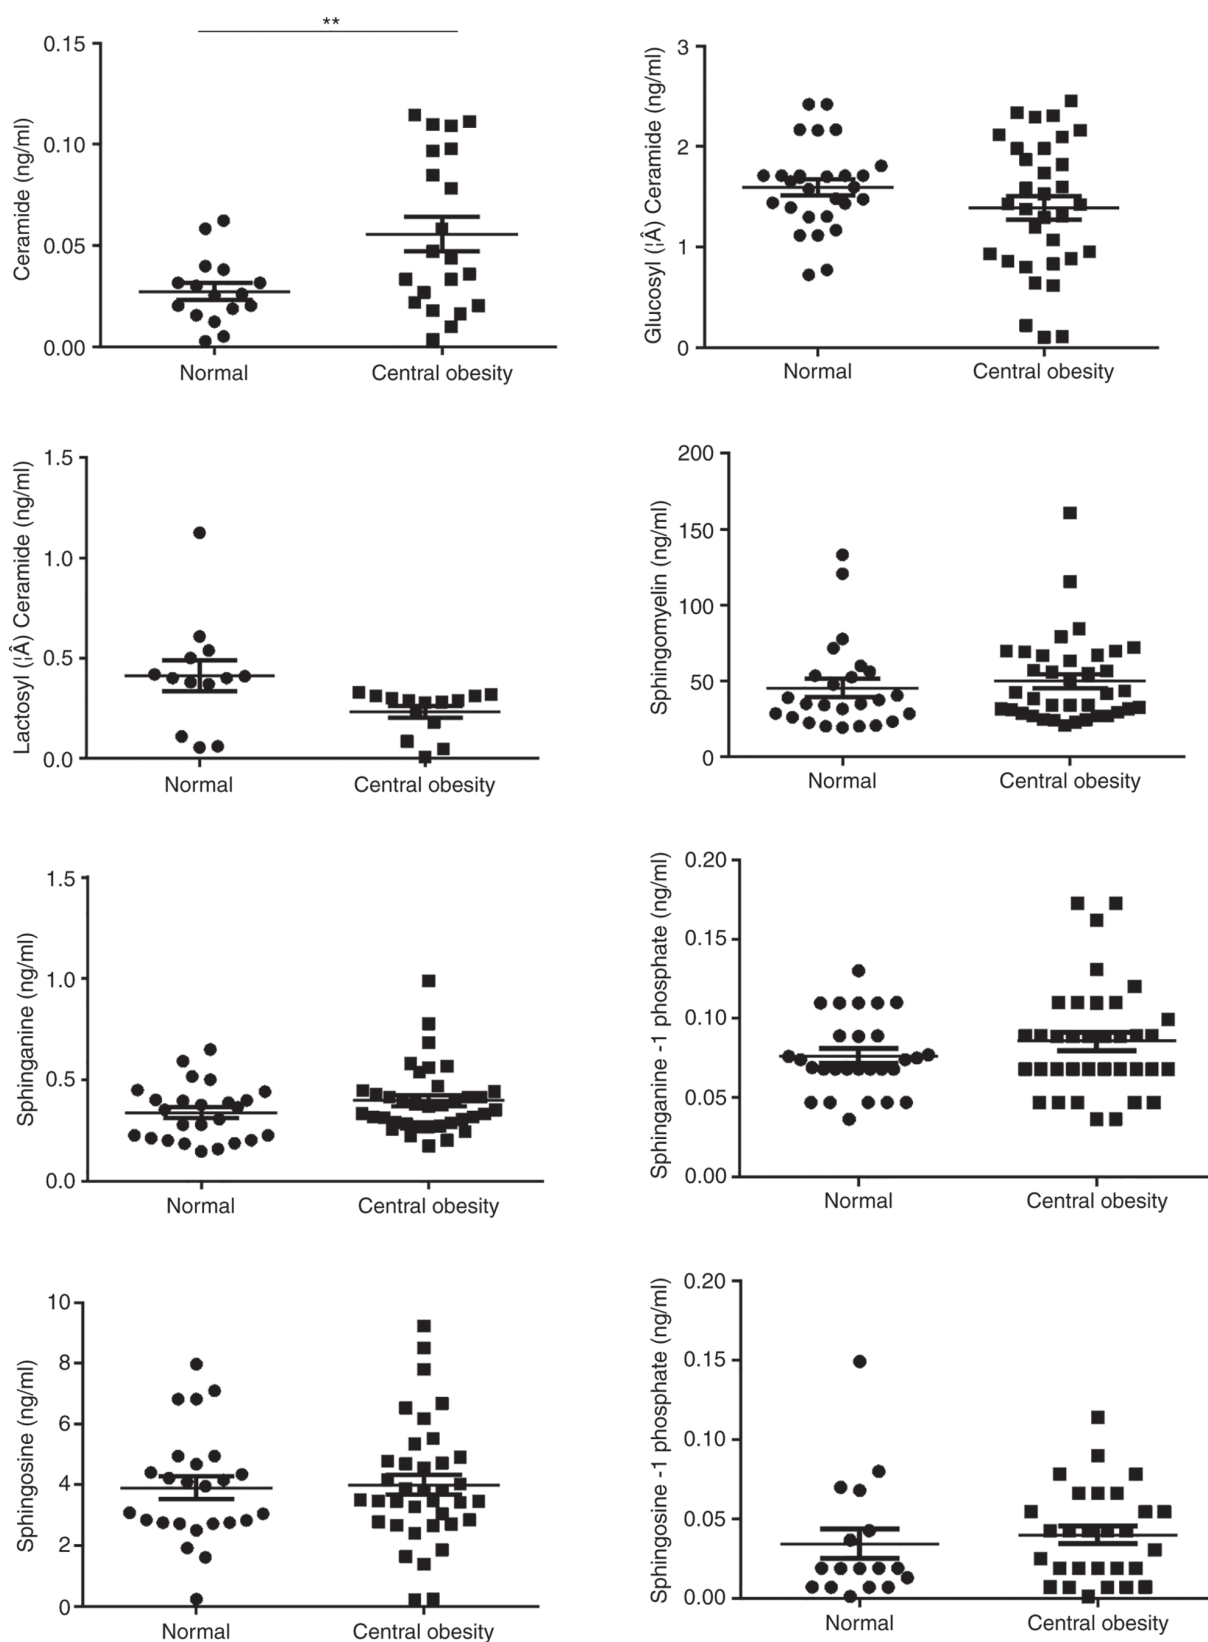 **
Ceramide (ng/ml)
0.15
0.10
0.05
0.00
Normal
Central obesity
Glucosyl (¦Â) Ceramide (ng/ml)
3
2
1
0
Normal
Central obesity
Lactosyl (¦Â) Ceramide (ng/ml)
1.5
1.0
0.5
0.0
Normal
Central obesity
Sphingomyelin (ng/ml)
200
150
100
50
0
Normal
Central obesity
Sphinganine (ng/ml)
1.5
1.0
0.5
0.0
Normal
Central obesity
Sphinganine -1 phosphate (ng/ml)
0.20
0.15
0.10
0.05
0.00
Normal
Central obesity
Sphingosine (ng/ml)
10
8
6
4
2
0
Normal
Central obesity
Sphingosine -1 phosphate (ng/ml)
0.20
0.15
0.10
0.05
0.00
Normal
Central obesity